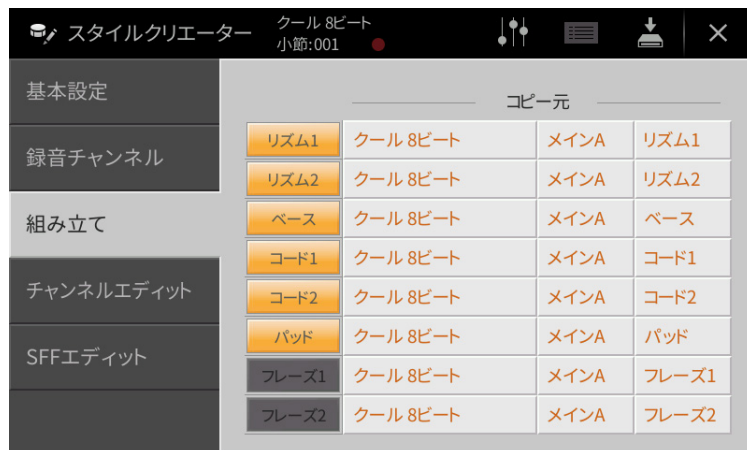 スタイルクリエーター
クール 8ビート
小節:001
基本設定
録音チャンネル
組み立て
チャンネルエディット
SFFエディット
コピー元
リズム1 クール 8ビート メインA リズム1
リズム2 クール 8ビート メインA リズム2
ベース クール 8ビート メインA ベース
コード1 クール 8ビート メインA コード1
コード2 クール 8ビート メインA コード2
パッド クール 8ビート メインA パッド
フレーズ1 クール 8ビート メインA フレーズ1
フレーズ2 クール 8ビート メインA フレーズ2